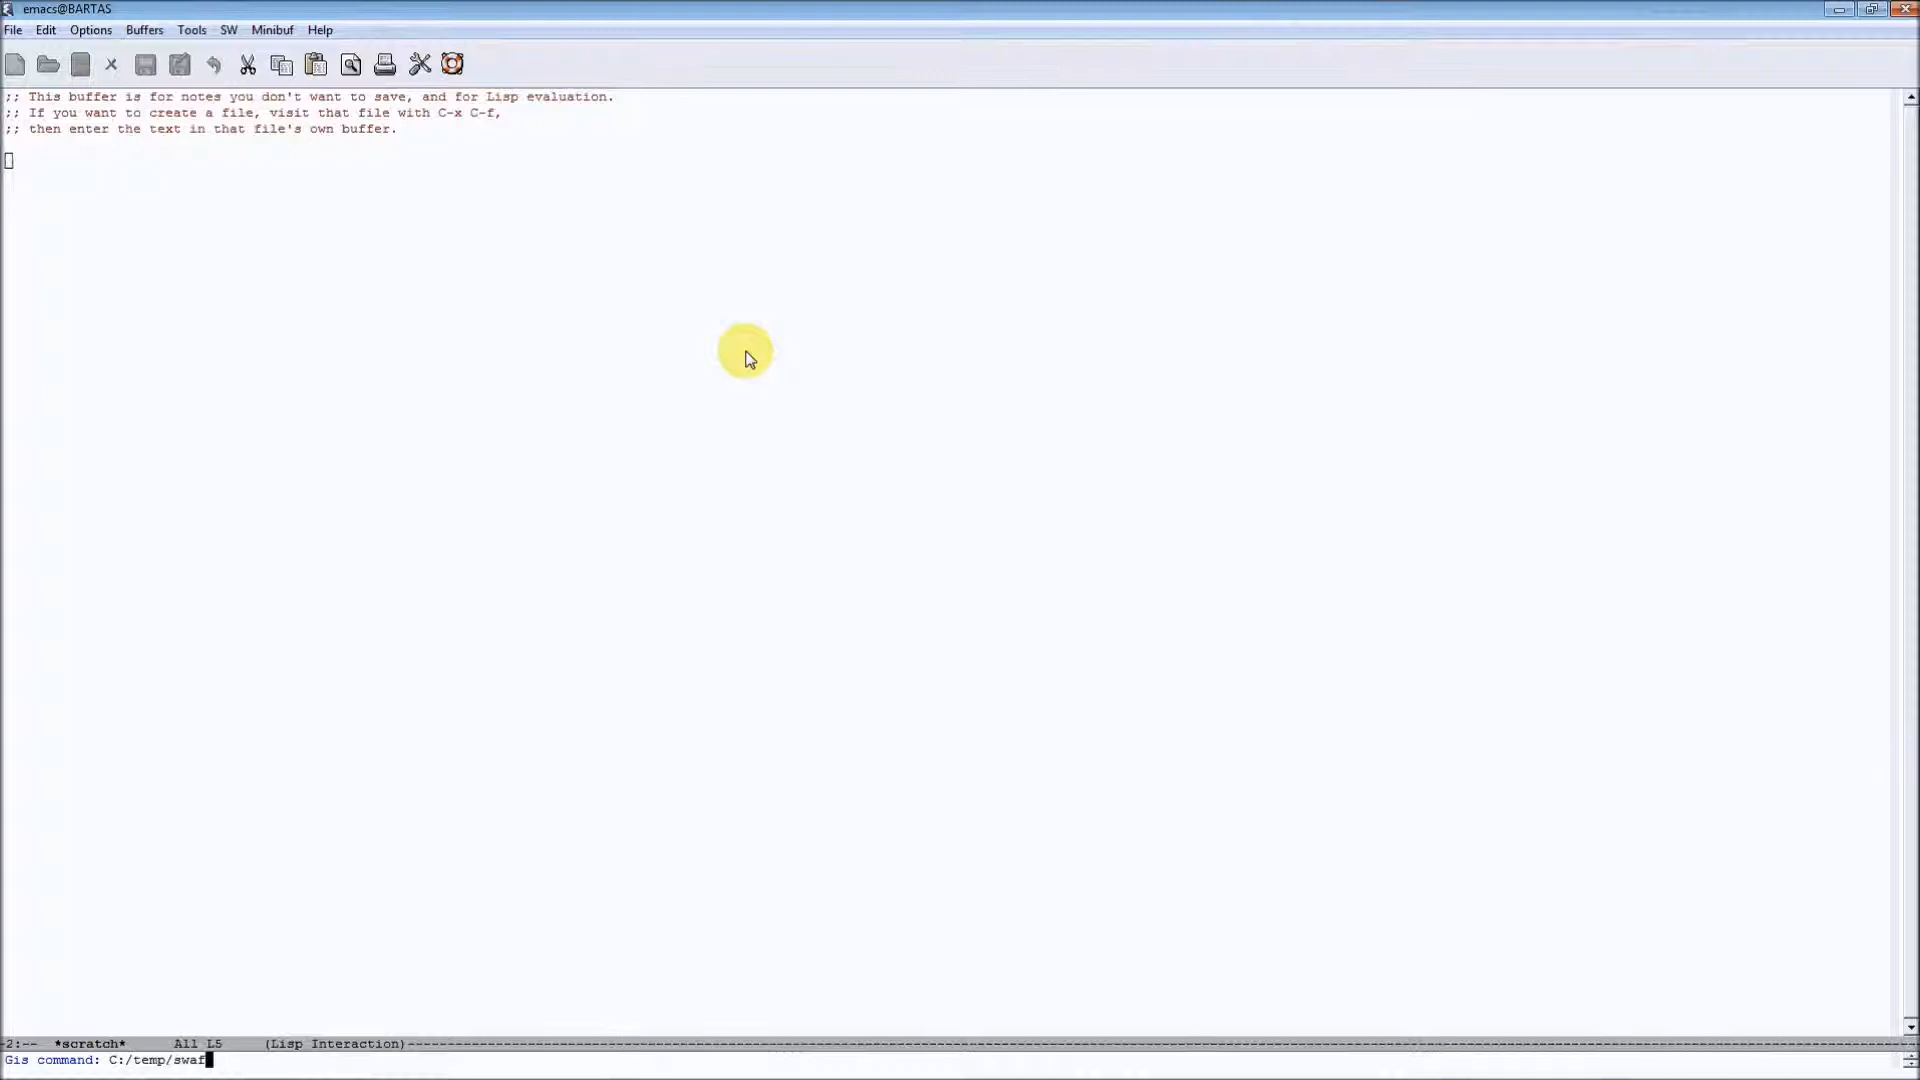 emacs@BARTAS
File Edit Options Buffers Tools SW Minibuf Help
;; This buffer is for notes you don't want to save, and for Lisp evaluation.
;; If you want to create a file, visit that file with C-x C-f,
;; then enter the text in that file's own buffer.
-2:-- *scratch* All L5 (Lisp Interaction)
Gis command: C:/temp/swaf